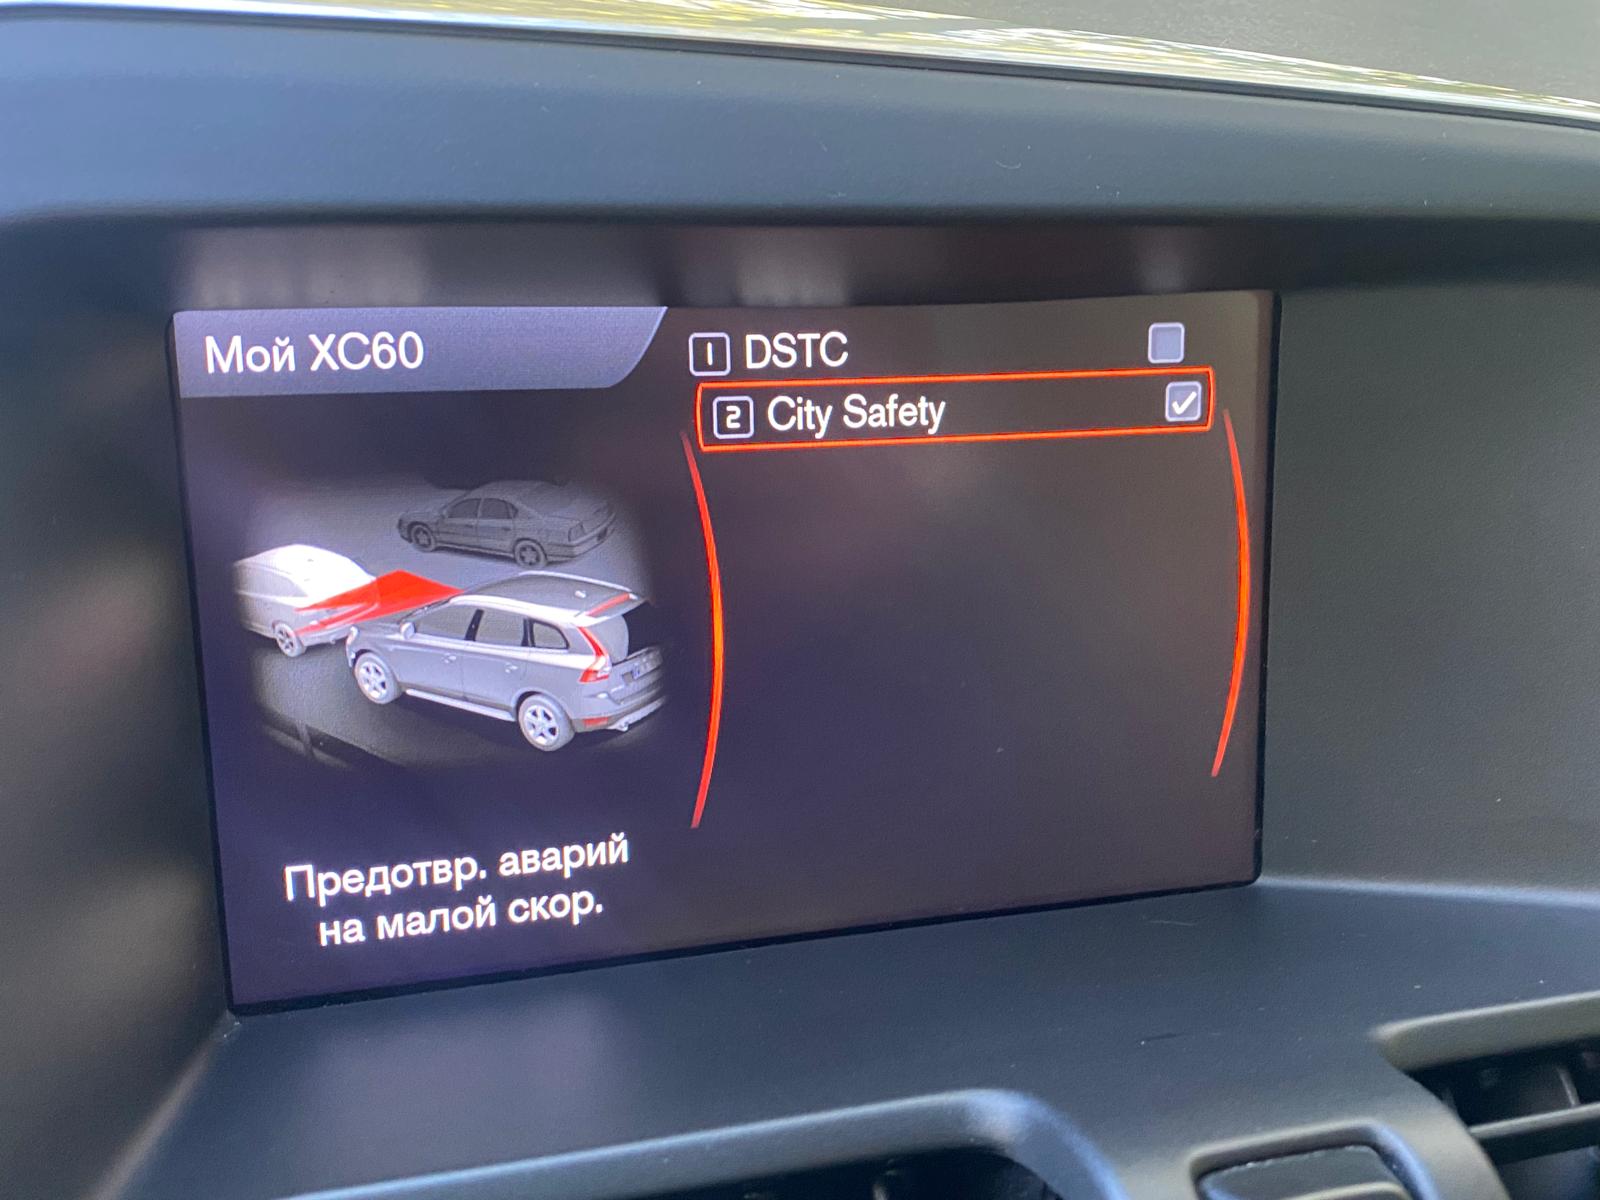 Мой XC60
1 DSTC
2 City Safety
Предотвр. аварий
на малой скор.